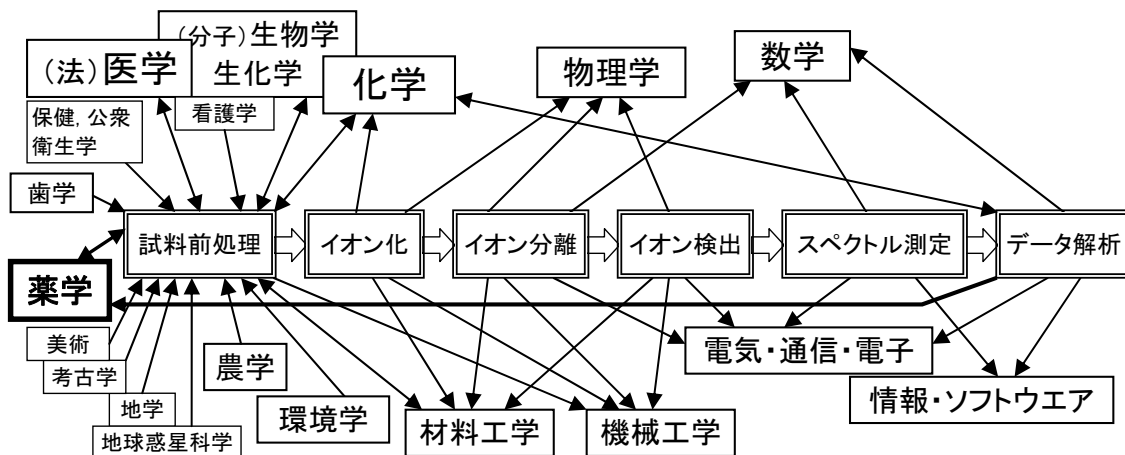 (分子)生物学
生化学
(法)医学
化学
物理学
数学
保健, 公衆
衛生学
看護学
歯学
試料前処理
イオン化
イオン分離
イオン検出
スペクトル測定
データ解析
薬学
美術
考古学
地学
地球惑星科学
農学
環境学
材料工学
機械工学
電気・通信・電子
情報・ソフトウエア